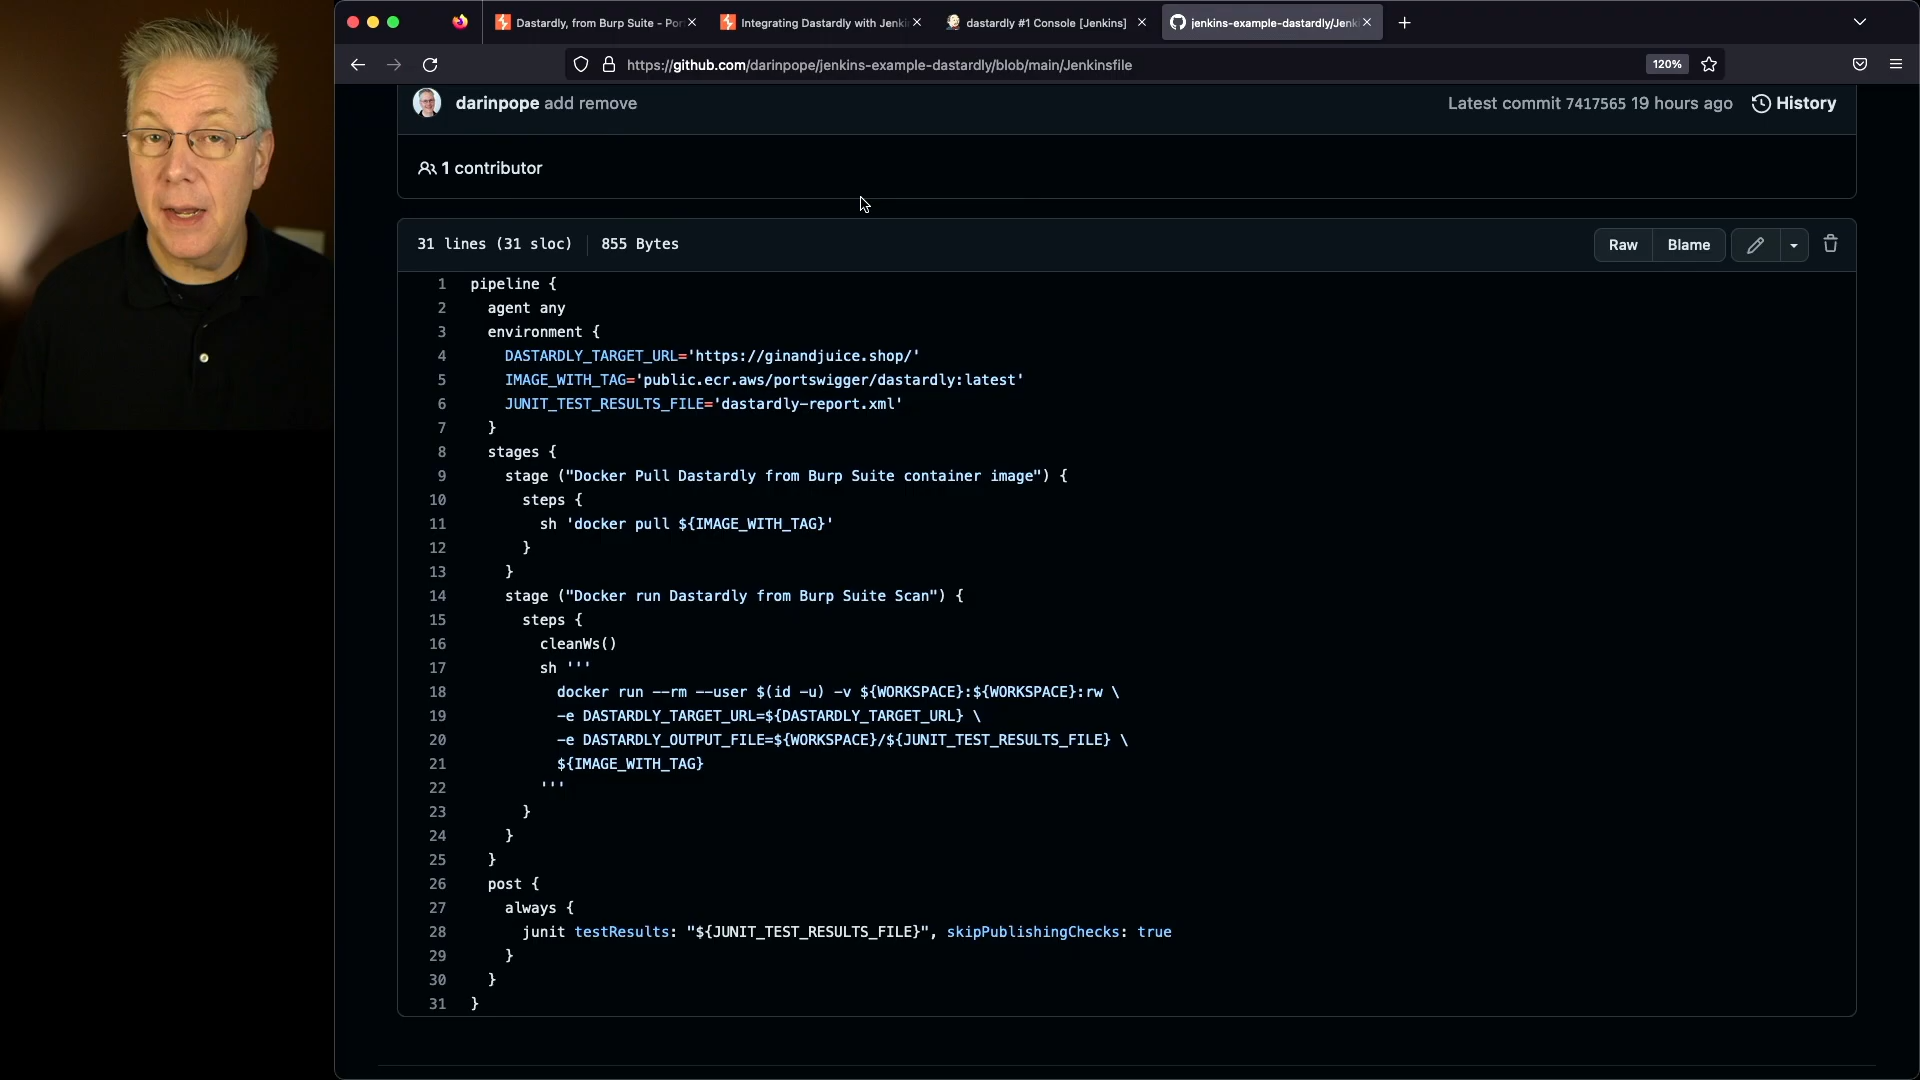 Dastardly, from Burp Suite - Por
Integrating Dastardly with Jenki
dastardly #1 Console [Jenkins]
jenkins-example-dastardly/Jenki
https://github.com/darinpope/jenkins-example-dastardly/blob/main/Jenkinsfile
120%
darinpope add remove
Latest commit 7417565 19 hours ago
History
1 contributor
31 lines (31 sloc)
855 Bytes
Raw
Blame
1 pipeline {
2 agent any
3 environment {
4 DASTARDLY_TARGET_URL='https://ginandjuice.shop/'
5 IMAGE_WITH_TAG='public.ecr.aws/portswigger/dastardly:latest'
6 JUNIT_TEST_RESULTS_FILE='dastardly-report.xml'
7 }
8 stages {
9 stage ("Docker Pull Dastardly from Burp Suite container image") {
10 steps {
11 sh 'docker pull ${IMAGE_WITH_TAG}'
12 }
13 }
14 stage ("Docker run Dastardly from Burp Suite Scan") {
15 steps {
16 cleanWs()
17 sh '''
18 docker run --rm --user $(id -u) -v ${WORKSPACE}:${WORKSPACE}:rw \
19 -e DASTARDLY_TARGET_URL=${DASTARDLY_TARGET_URL} \
20 -e DASTARDLY_OUTPUT_FILE=${WORKSPACE}/${JUNIT_TEST_RESULTS_FILE} \
21 ${IMAGE_WITH_TAG}
22 '''
23 }
24 }
25 }
26 post {
27 always {
28 junit testResults: "${JUNIT_TEST_RESULTS_FILE}", skipPublishingChecks: true
29 }
30 }
31 }